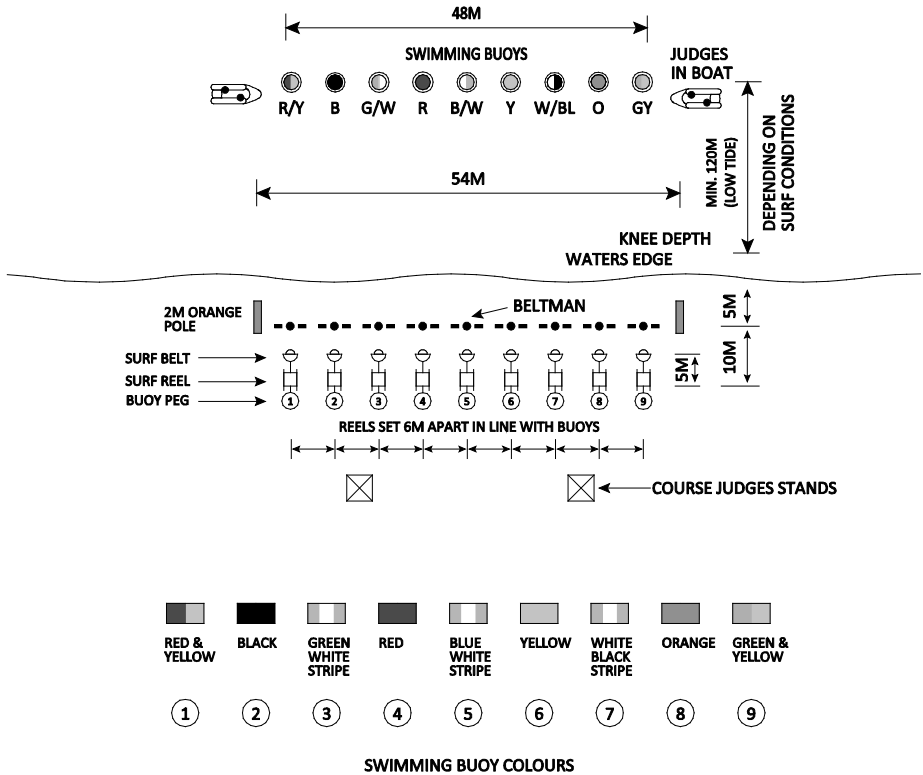 48M
SWIMMING BUOYS
JUDGES
IN BOAT
R/Y B G/W R B/W Y W/BL O GY
MIN. 120M
(LOW TIDE)
DEPENDING ON
SURF CONDITIONS
54M
KNEE DEPTH
WATERS EDGE
2M ORANGE
POLE
BELTMAN
5M
10M
SURF BELT
5M
SURF REEL
BUOY PEG
1 2 3 4 5 6 7 8 9
REELS SET 6M APART IN LINE WITH BUOYS
COURSE JUDGES STANDS
RED &
YELLOW
BLACK
GREEN
WHITE
STRIPE
RED
BLUE
WHITE
STRIPE
YELLOW
WHITE
BLACK
STRIPE
ORANGE
GREEN &
YELLOW
1 2 3 4 5 6 7 8 9
SWIMMING BUOY COLOURS